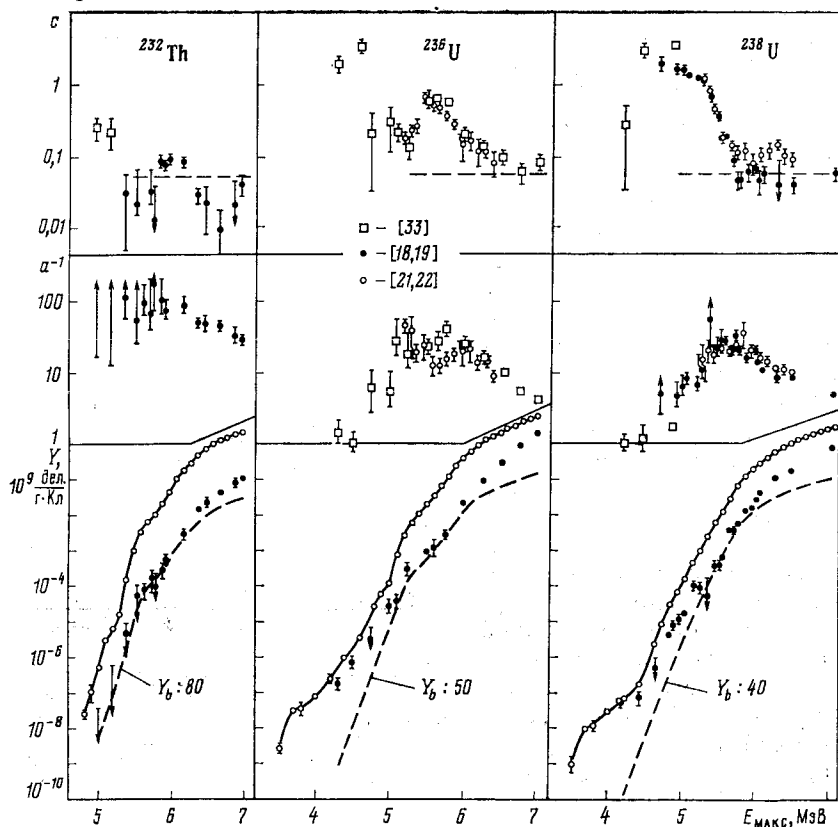 c
²³²Th
²³⁶U
²³⁸U
1
0,1
0,01
□ - [33]
● - [18,19]
○ - [21,22]
a⁻¹
100
10
1
Y,
10⁹ дел. / г·Кл
10⁻⁴
10⁻⁶
10⁻⁸
10⁻¹⁰
Y_b : 80
Y_b : 50
Y_b : 40
5 6 7
4 5 6 7
4 5 6 E_МАКС, МэВ